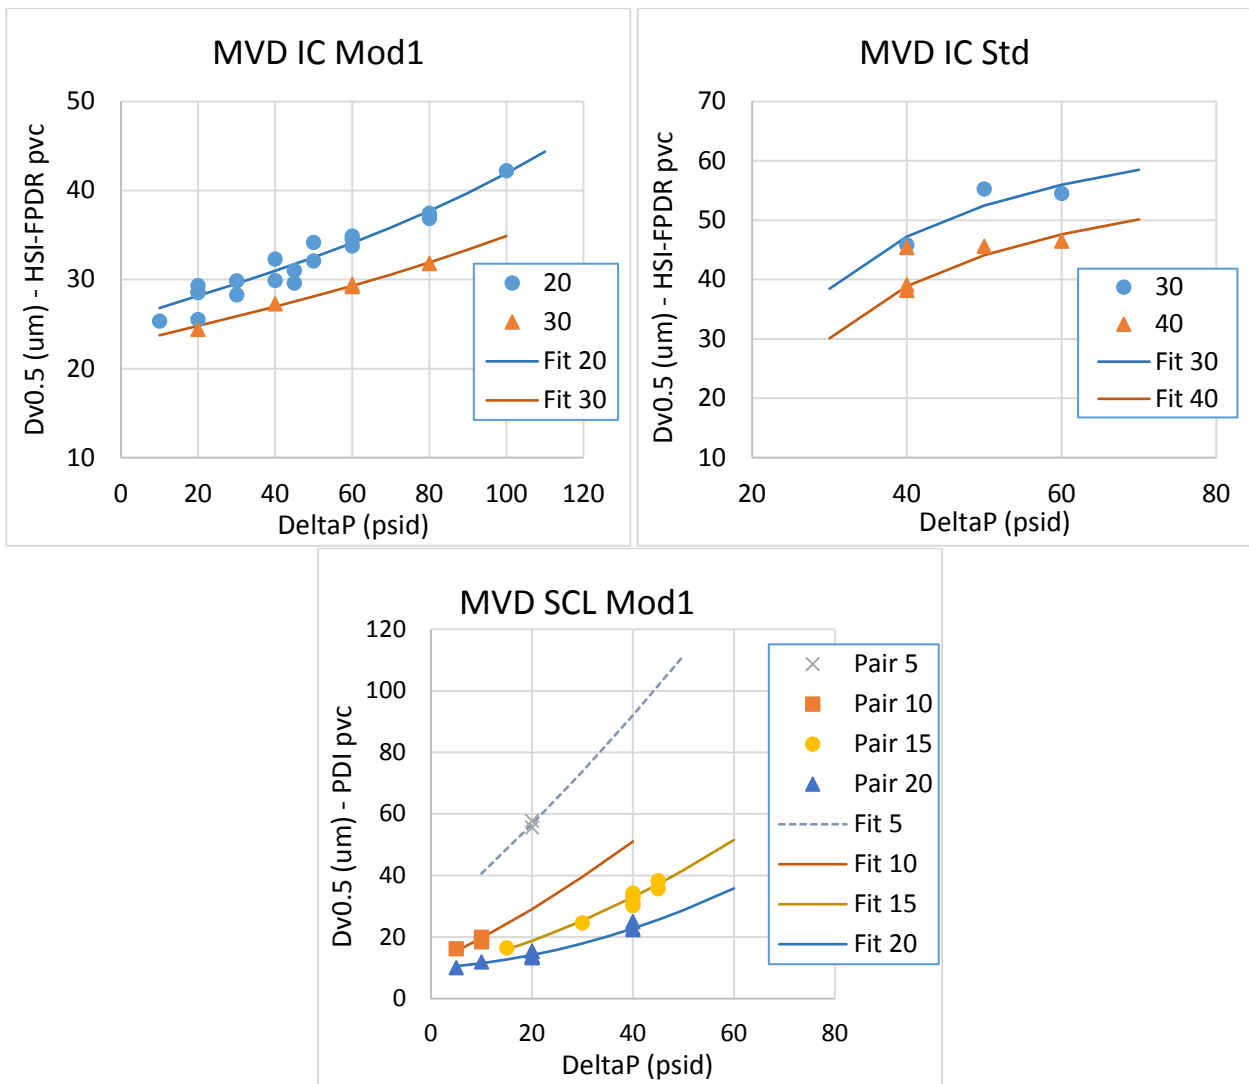 MVD IC Mod1
Dv0.5 (um) - HSI-FPDR pvc
50
40
30
20
10
0 20 40 60 80 100 120
DeltaP (psid)
20
30
Fit 20
Fit 30
MVD IC Std
Dv0.5 (um) - HSI-FPDR pvc
70
60
50
40
30
20
10
20 40 60 80
DeltaP (psid)
30
40
Fit 30
Fit 40
MVD SCL Mod1
Dv0.5 (um) - PDI pvc
120
100
80
60
40
20
0
0 20 40 60 80
DeltaP (psid)
Pair 5
Pair 10
Pair 15
Pair 20
Fit 5
Fit 10
Fit 15
Fit 20